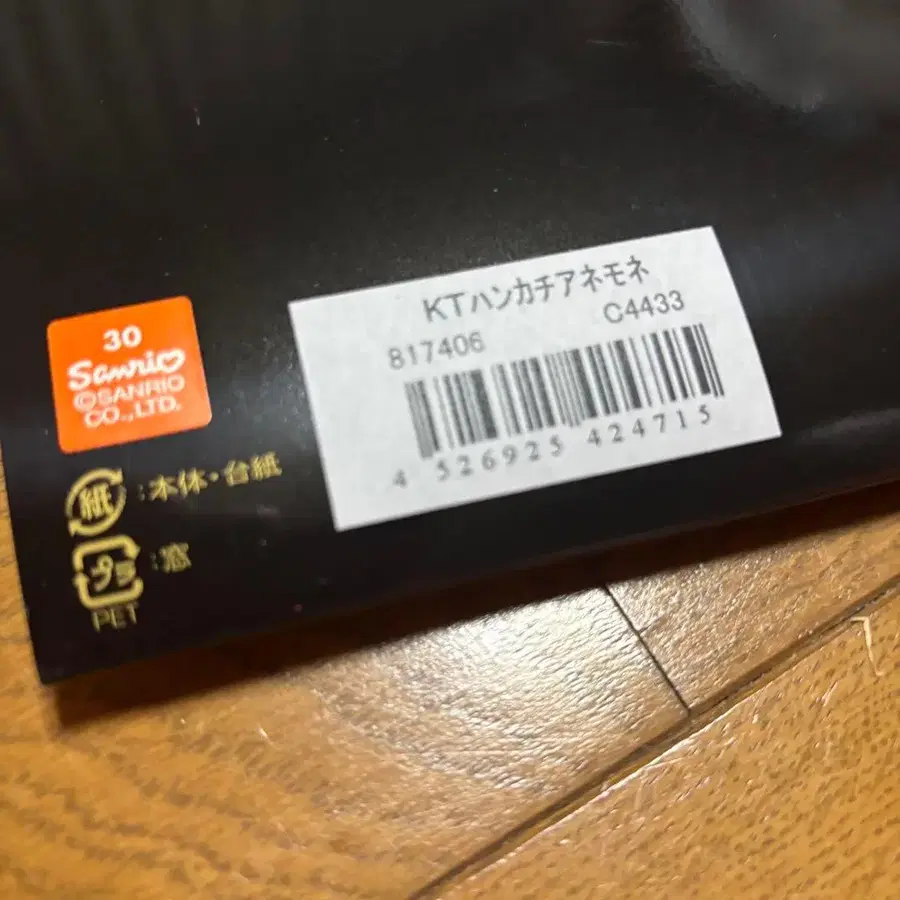 KTハンカチアネモネ
817406 C4433
4 526925 424715
30
Sanrio
©SANRIO
CO.,LTD.
紙 :本体・台紙
プラ :窓
PET